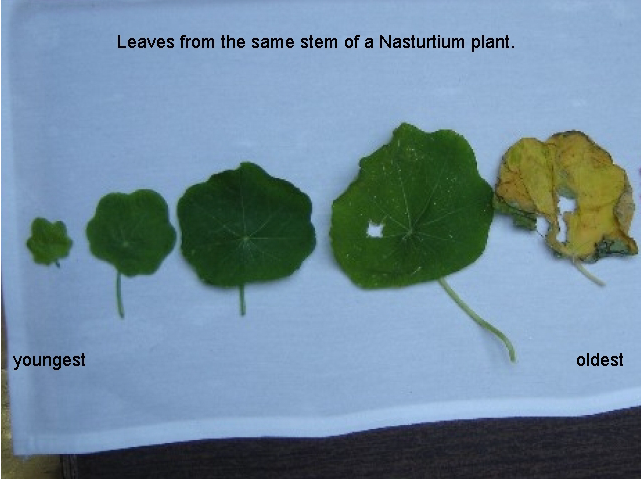 Leaves from the same stem of a Nasturtium plant.
youngest
oldest